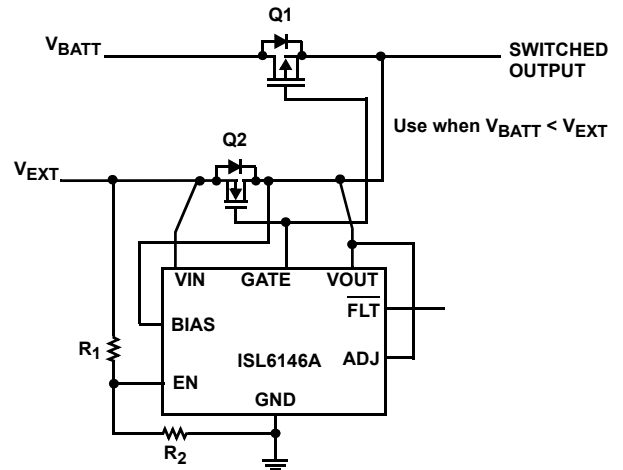 Q1
VBATT
SWITCHED
OUTPUT
Use when VBATT < VEXT
Q2
VEXT
VIN GATE VOUT
FLT
BIAS
R1
ISL6146A
ADJ
EN
GND
R2